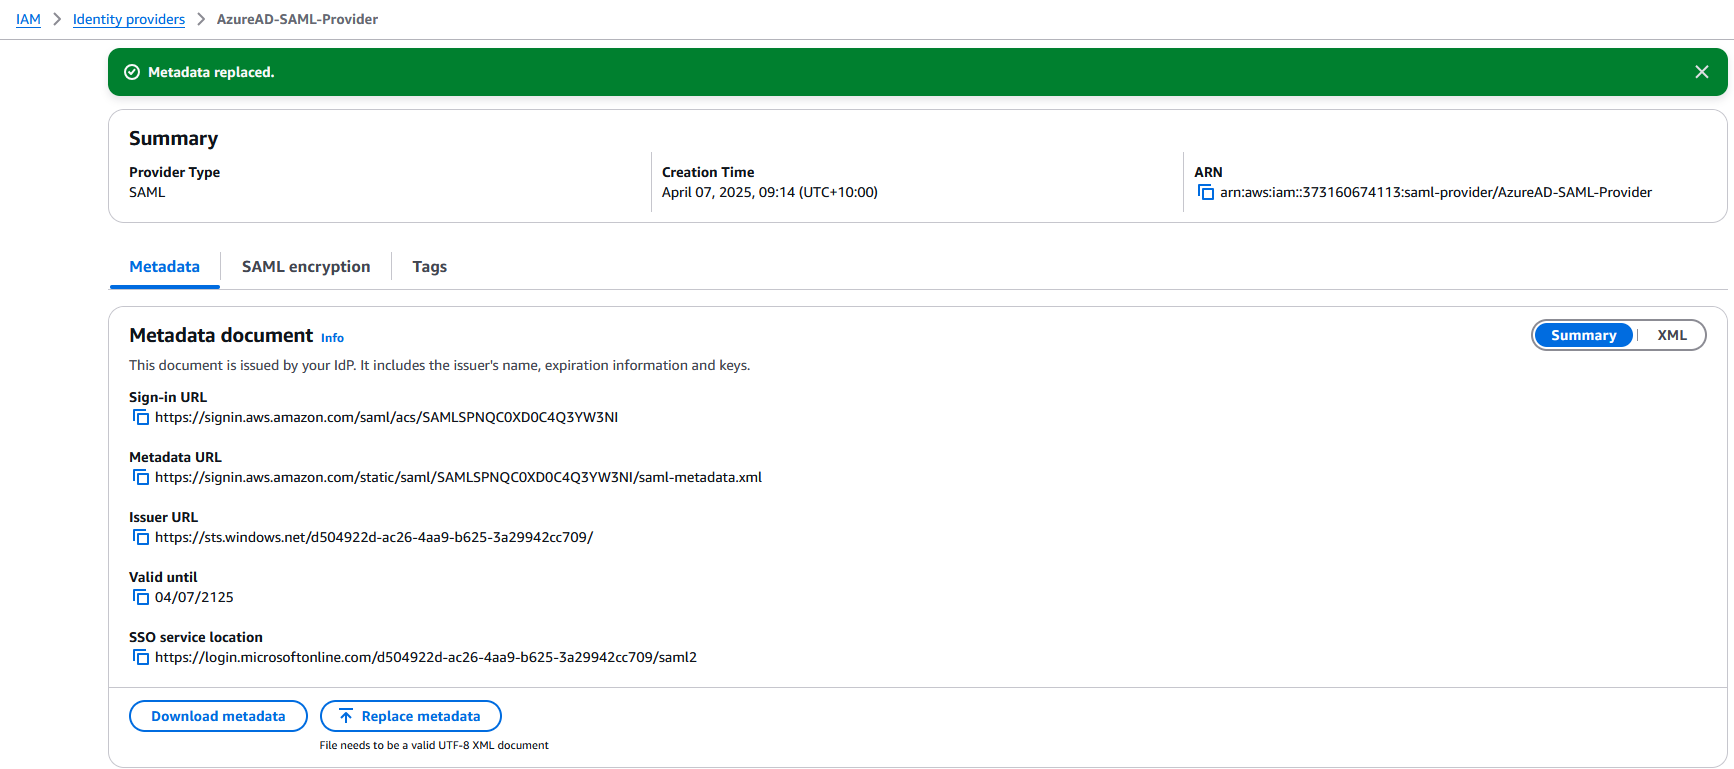 IAM > Identity providers > AzureAD-SAML-Provider
Metadata replaced.
Summary
Provider Type
SAML
Creation Time
April 07, 2025, 09:14 (UTC+10:00)
ARN
arn:aws:iam::373160674113:saml-provider/AzureAD-SAML-Provider
Metadata
SAML encryption
Tags
Metadata document Info
Summary | XML
This document is issued by your IdP. It includes the issuer's name, expiration information and keys.
Sign-in URL
https://signin.aws.amazon.com/saml/acs/SAMLSPNQC0XD0C4Q3YW3NI
Metadata URL
https://signin.aws.amazon.com/static/saml/SAMLSPNQC0XD0C4Q3YW3NI/saml-metadata.xml
Issuer URL
https://sts.windows.net/d504922d-ac26-4aa9-b625-3a29942cc709/
Valid until
04/07/2125
SSO service location
https://login.microsoftonline.com/d504922d-ac26-4aa9-b625-3a29942cc709/saml2
Download metadata
Replace metadata
File needs to be a valid UTF-8 XML document